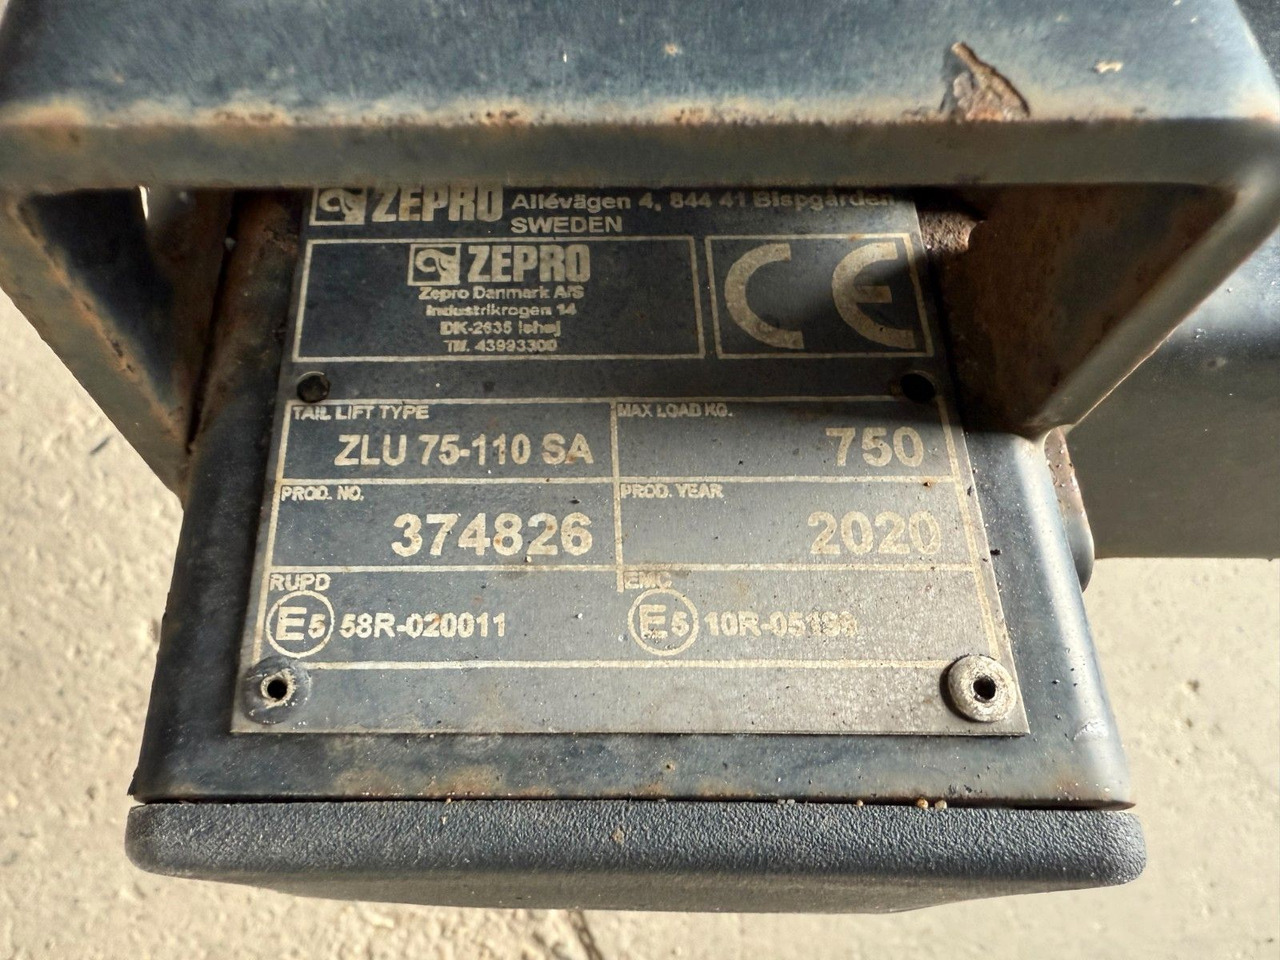 ZEPRO Allévägen 4, 844 41 Bispgården
SWEDEN
ZEPRO
Zepro Danmark A/S
Industrikrogen 14
DK-2635 Ishøj
Tlf. 43993300
CE
TAIL LIFT TYPE
ZLU 75-110 SA
MAX LOAD KG.
750
PROD. NO.
374826
PROD. YEAR
2020
RUPD
E5 58R-020011
EMC
E5